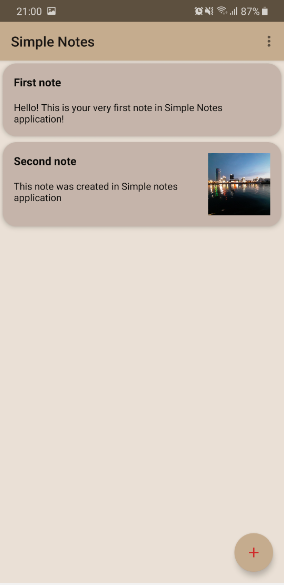 21:00 87%
Simple Notes
First note
Hello! This is your very first note in Simple Notes
application!
Second note
This note was created in Simple notes
application
+